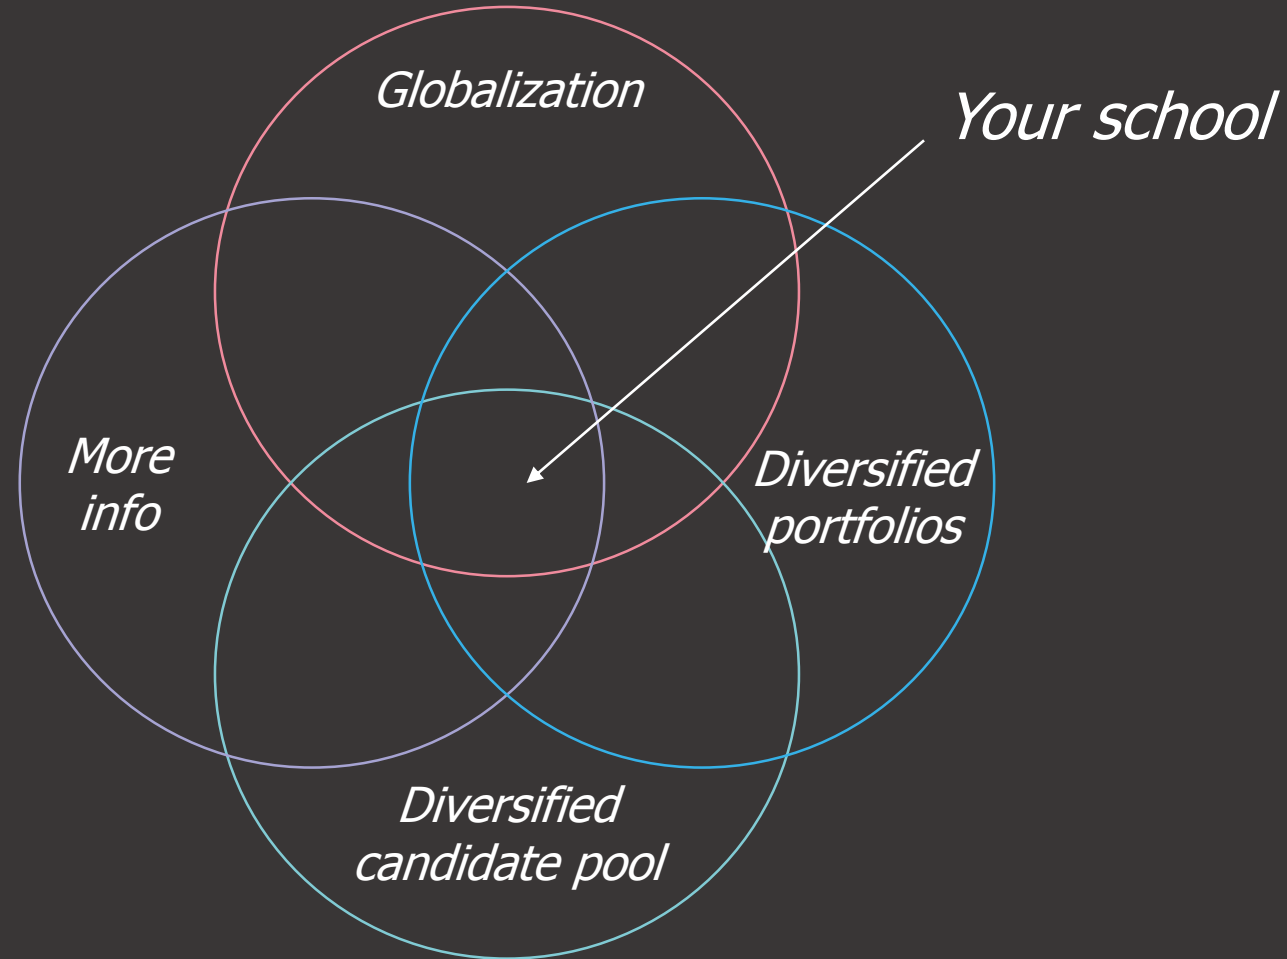 Globalization
Your school
More
info
Diversified
portfolios
Diversified
candidate pool